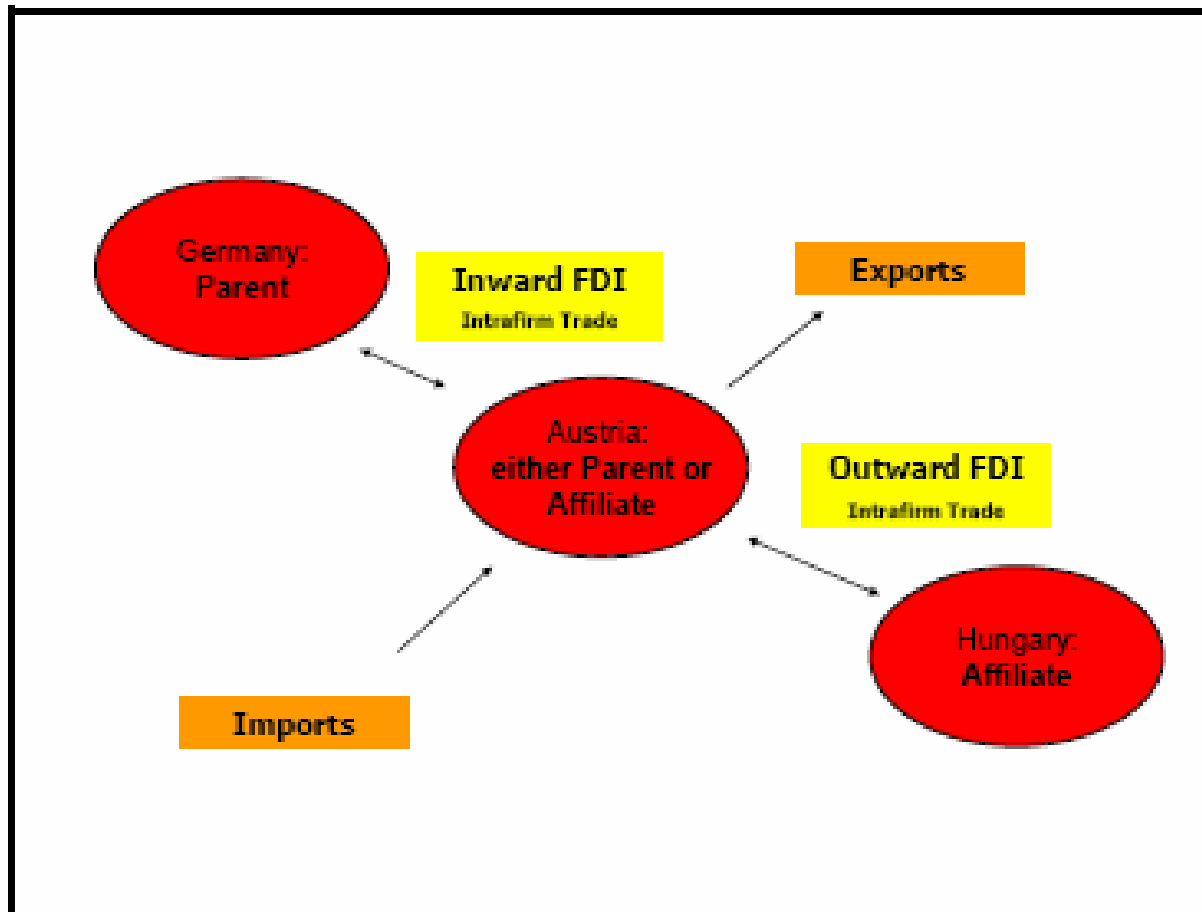 Germany:
Parent
Inward FDI
Intrafirm Trade
Exports
Austria:
either Parent or
Affiliate
Outward FDI
Intrafirm Trade
Hungary:
Affiliate
Imports